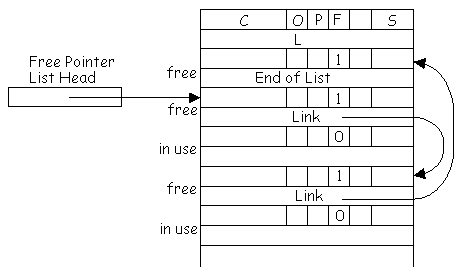 C O P F S
L
Free Pointer
List Head
1
free
End of List
1
free
Link
0
in use
1
free
Link
0
in use